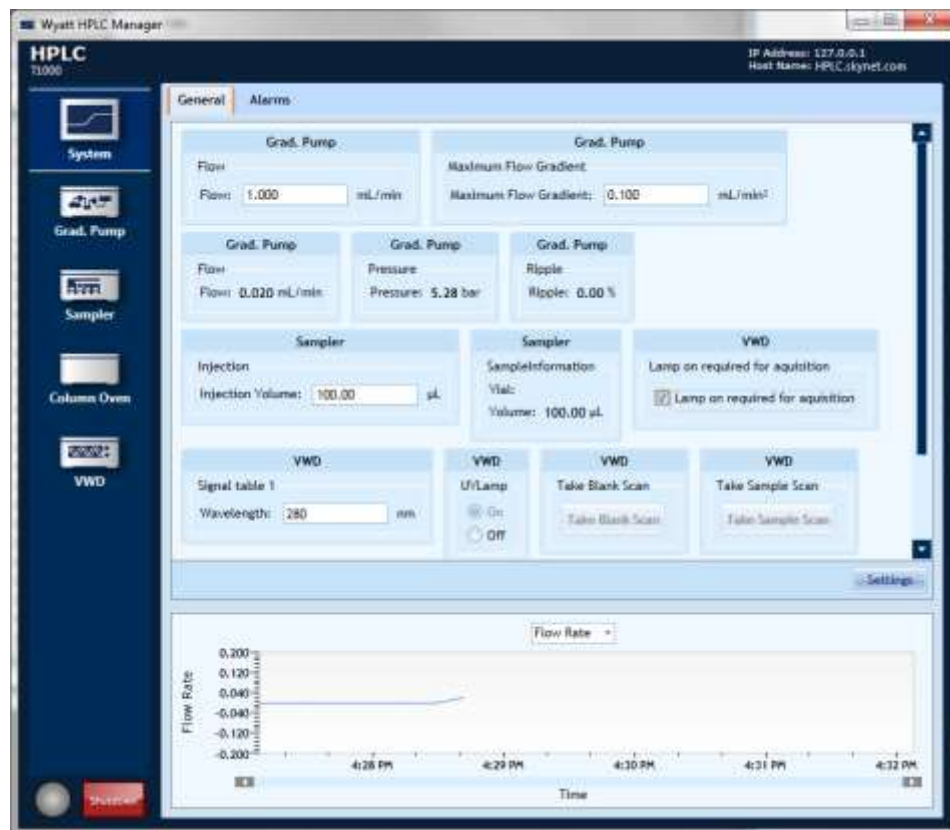 Wyatt HPLC Manager
HPLC
T1000
IP Address: 127.0.0.1
Host Name: HPLC.skynet.com
System
Grad. Pump
Sampler
Column Oven
VWD
Shutdown
General Alarms
Grad. Pump
Flow
Flow: 1.000 mL/min
Grad. Pump
Maximum Flow Gradient
Maximum Flow Gradient: 0.100 mL/min²
Grad. Pump
Flow
Flow: 0.020 mL/min
Grad. Pump
Pressure
Pressure: 5.28 bar
Grad. Pump
Ripple
Ripple: 0.00 %
Sampler
Injection
Injection Volume: 100.00 µL
Sampler
SampleInformation
Vial:
Volume: 100.00 µL
VWD
Lamp on required for aquisition
Lamp on required for aquisition
VWD
Signal table 1
Wavelength: 280 nm
VWD
UVLamp
On
Off
VWD
Take Blank Scan
Take Blank Scan
VWD
Take Sample Scan
Take Sample Scan
Settings
Flow Rate
Flow Rate
0.200
0.120
0.040
-0.040
-0.120
-0.200
4:28 PM 4:29 PM 4:30 PM 4:31 PM 4:32 PM
Time